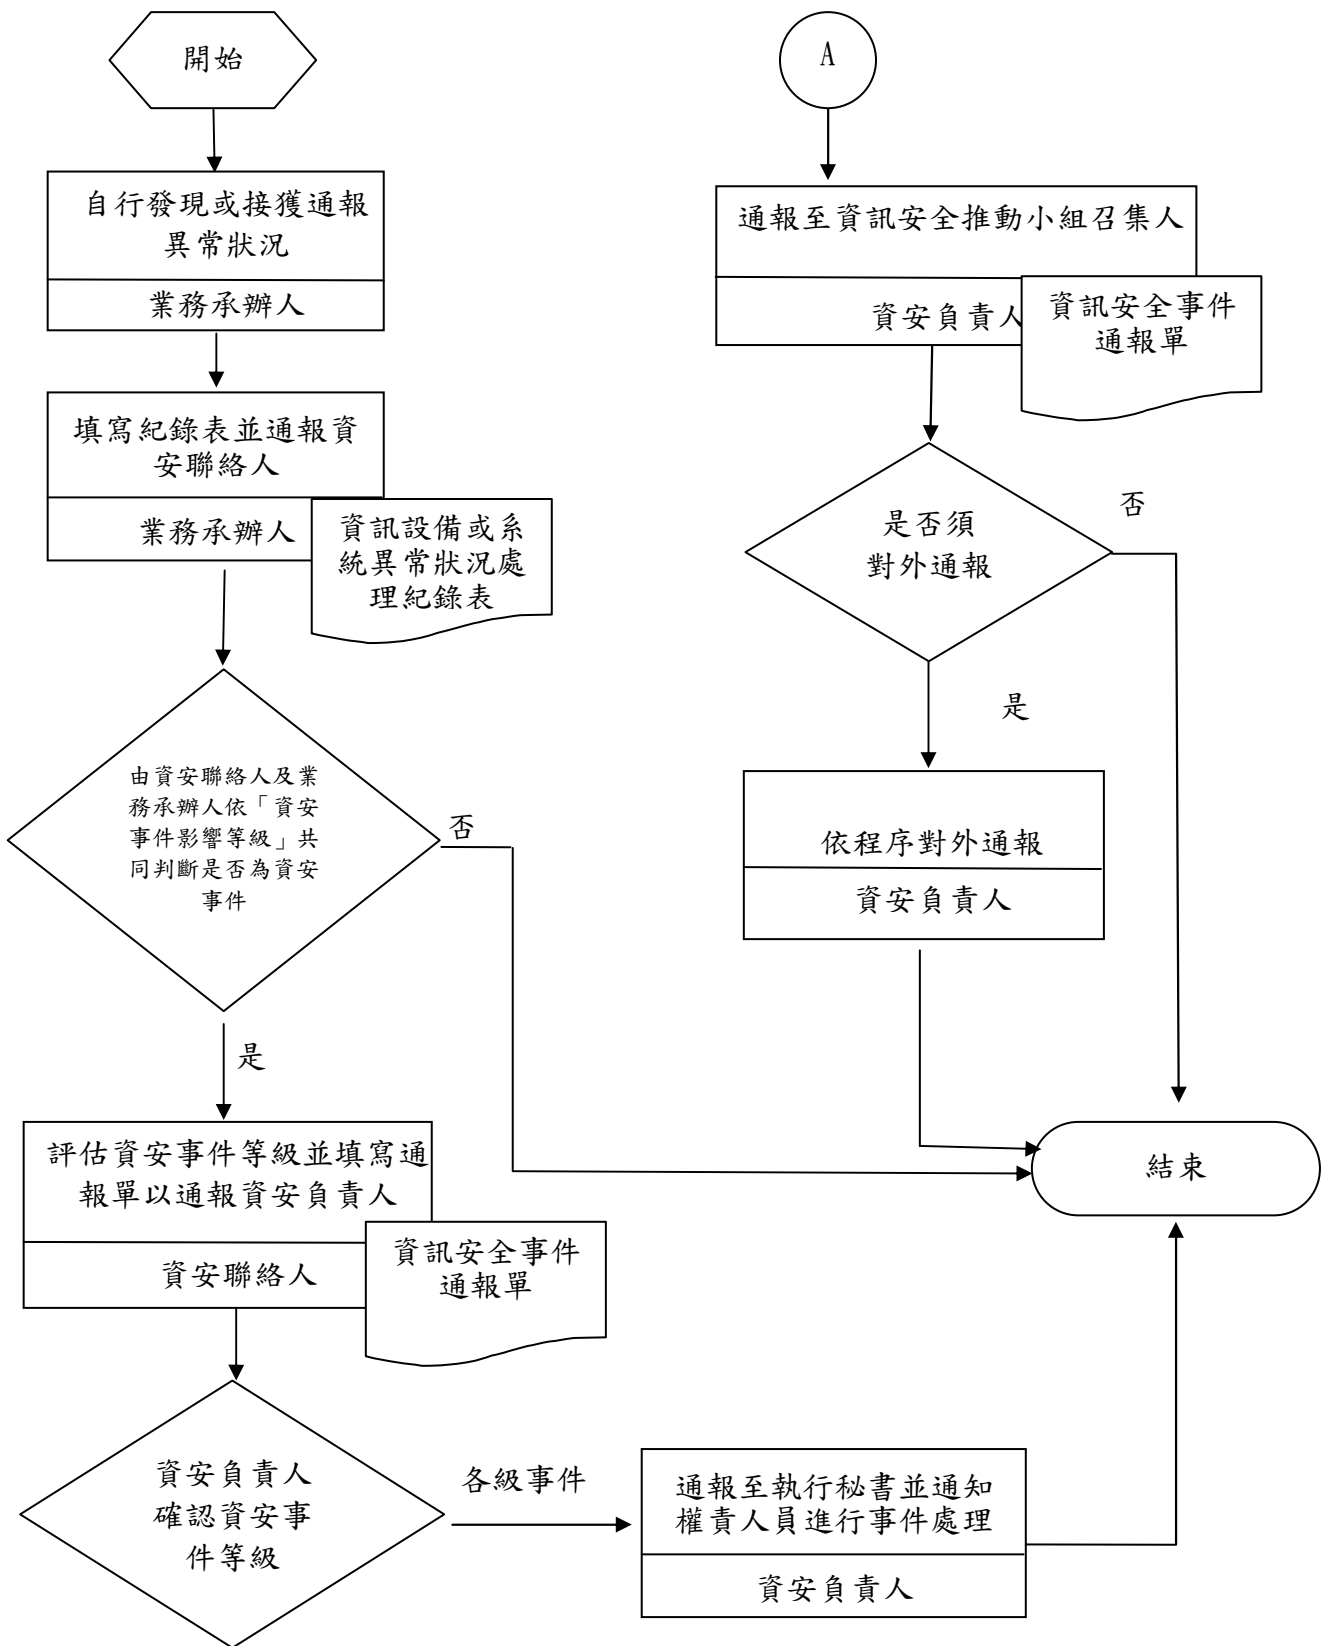 開始
自行發現或接獲通報
異常狀況
業務承辦人
填寫紀錄表並通報資
安聯絡人
業務承辦人
資訊設備或系
統異常狀況處
理紀錄表
由資安聯絡人及業
務承辦人依「資安
事件影響等級」共
同判斷是否為資安
事件
否
是
評估資安事件等級並填寫通
報單以通報資安負責人
資安聯絡人
資訊安全事件
通報單
資安負責人
確認資安事
件等級
各級事件
通報至執行秘書並通知
權責人員進行事件處理
資安負責人
A
通報至資訊安全推動小組召集人
資安負責人
資訊安全事件
通報單
是否須
對外通報
否
是
依程序對外通報
資安負責人
結束